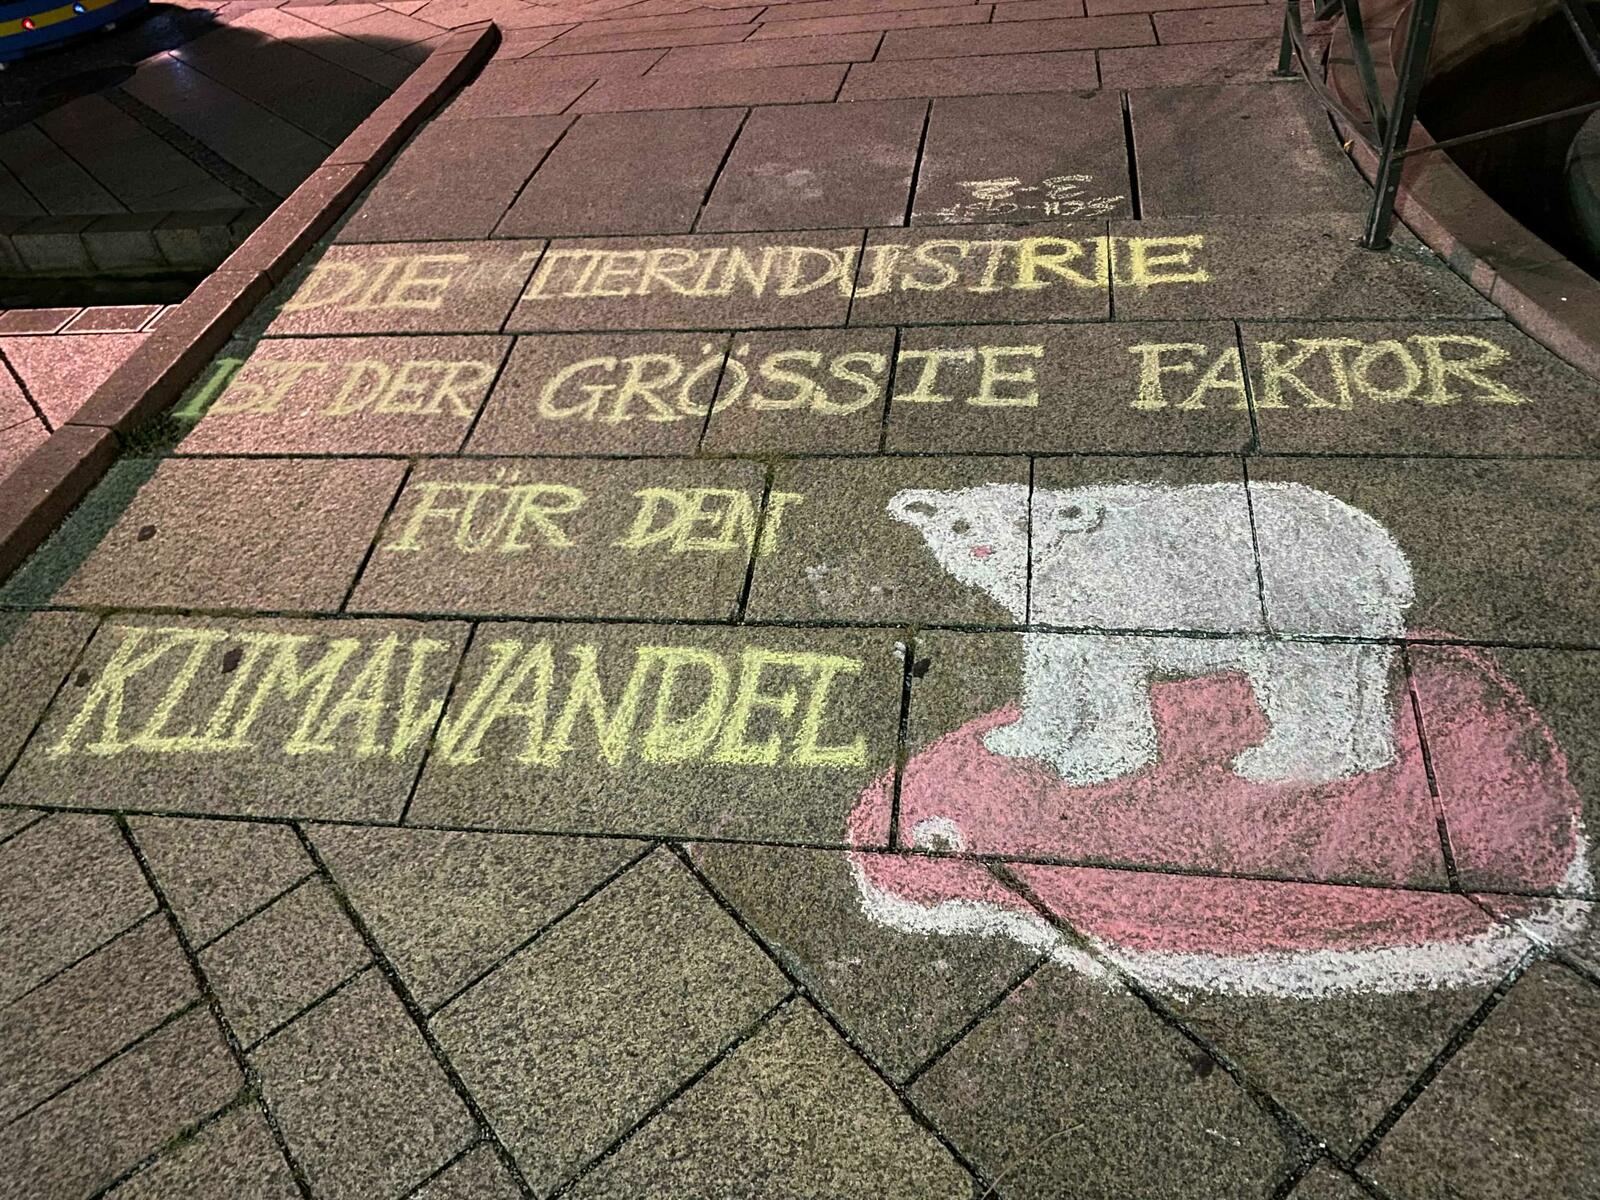 DIE TIERINDUSTRIE
IST DER GRÖSSTE FAKTOR
FÜR DEN
KLIMAWANDEL